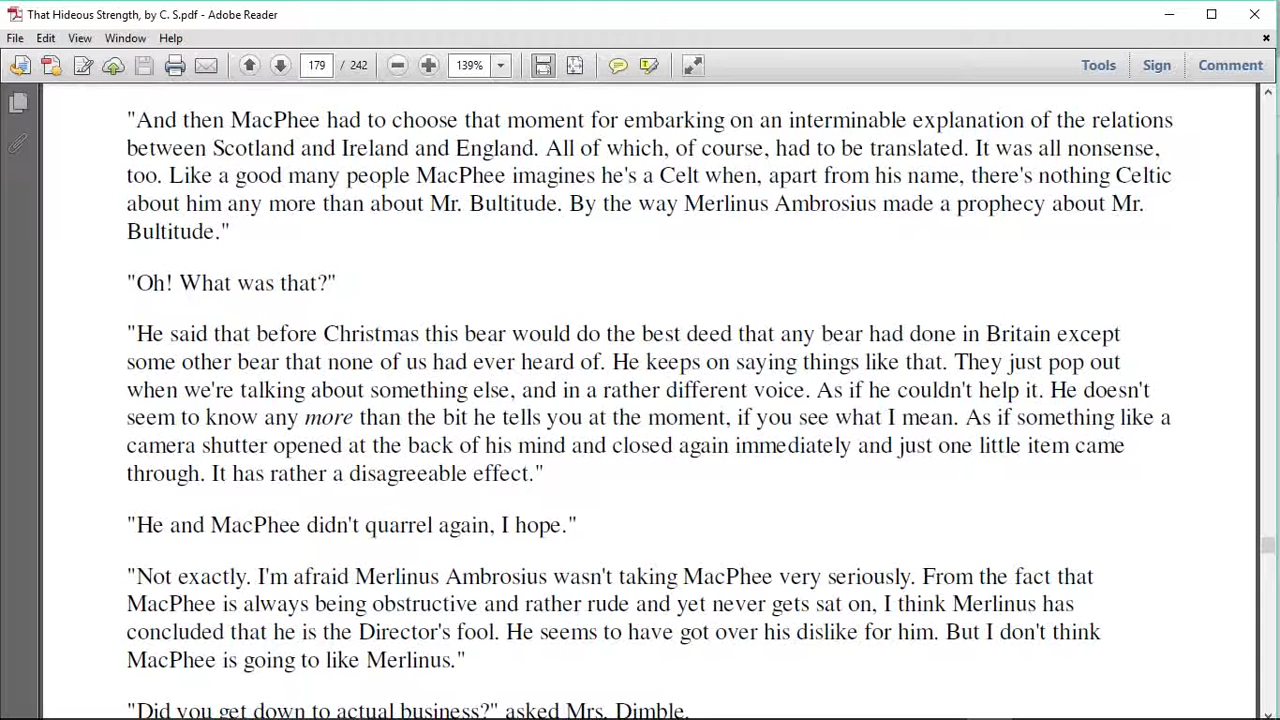 That Hideous Strength, by C. S.pdf - Adobe Reader
File Edit View Window Help
179 / 242 139% Tools Sign Comment
"And then MacPhee had to choose that moment for embarking on an interminable explanation of the relations
between Scotland and Ireland and England. All of which, of course, had to be translated. It was all nonsense,
too. Like a good many people MacPhee imagines he's a Celt when, apart from his name, there's nothing Celtic
about him any more than about Mr. Bultitude. By the way Merlinus Ambrosius made a prophecy about Mr.
Bultitude."
"Oh! What was that?"
"He said that before Christmas this bear would do the best deed that any bear had done in Britain except
some other bear that none of us had ever heard of. He keeps on saying things like that. They just pop out
when we're talking about something else, and in a rather different voice. As if he couldn't help it. He doesn't
seem to know any more than the bit he tells you at the moment, if you see what I mean. As if something like a
camera shutter opened at the back of his mind and closed again immediately and just one little item came
through. It has rather a disagreeable effect."
"He and MacPhee didn't quarrel again, I hope."
"Not exactly. I'm afraid Merlinus Ambrosius wasn't taking MacPhee very seriously. From the fact that
MacPhee is always being obstructive and rather rude and yet never gets sat on, I think Merlinus has
concluded that he is the Director's fool. He seems to have got over his dislike for him. But I don't think
MacPhee is going to like Merlinus."
"Did you get down to actual business?" asked Mrs. Dimble.